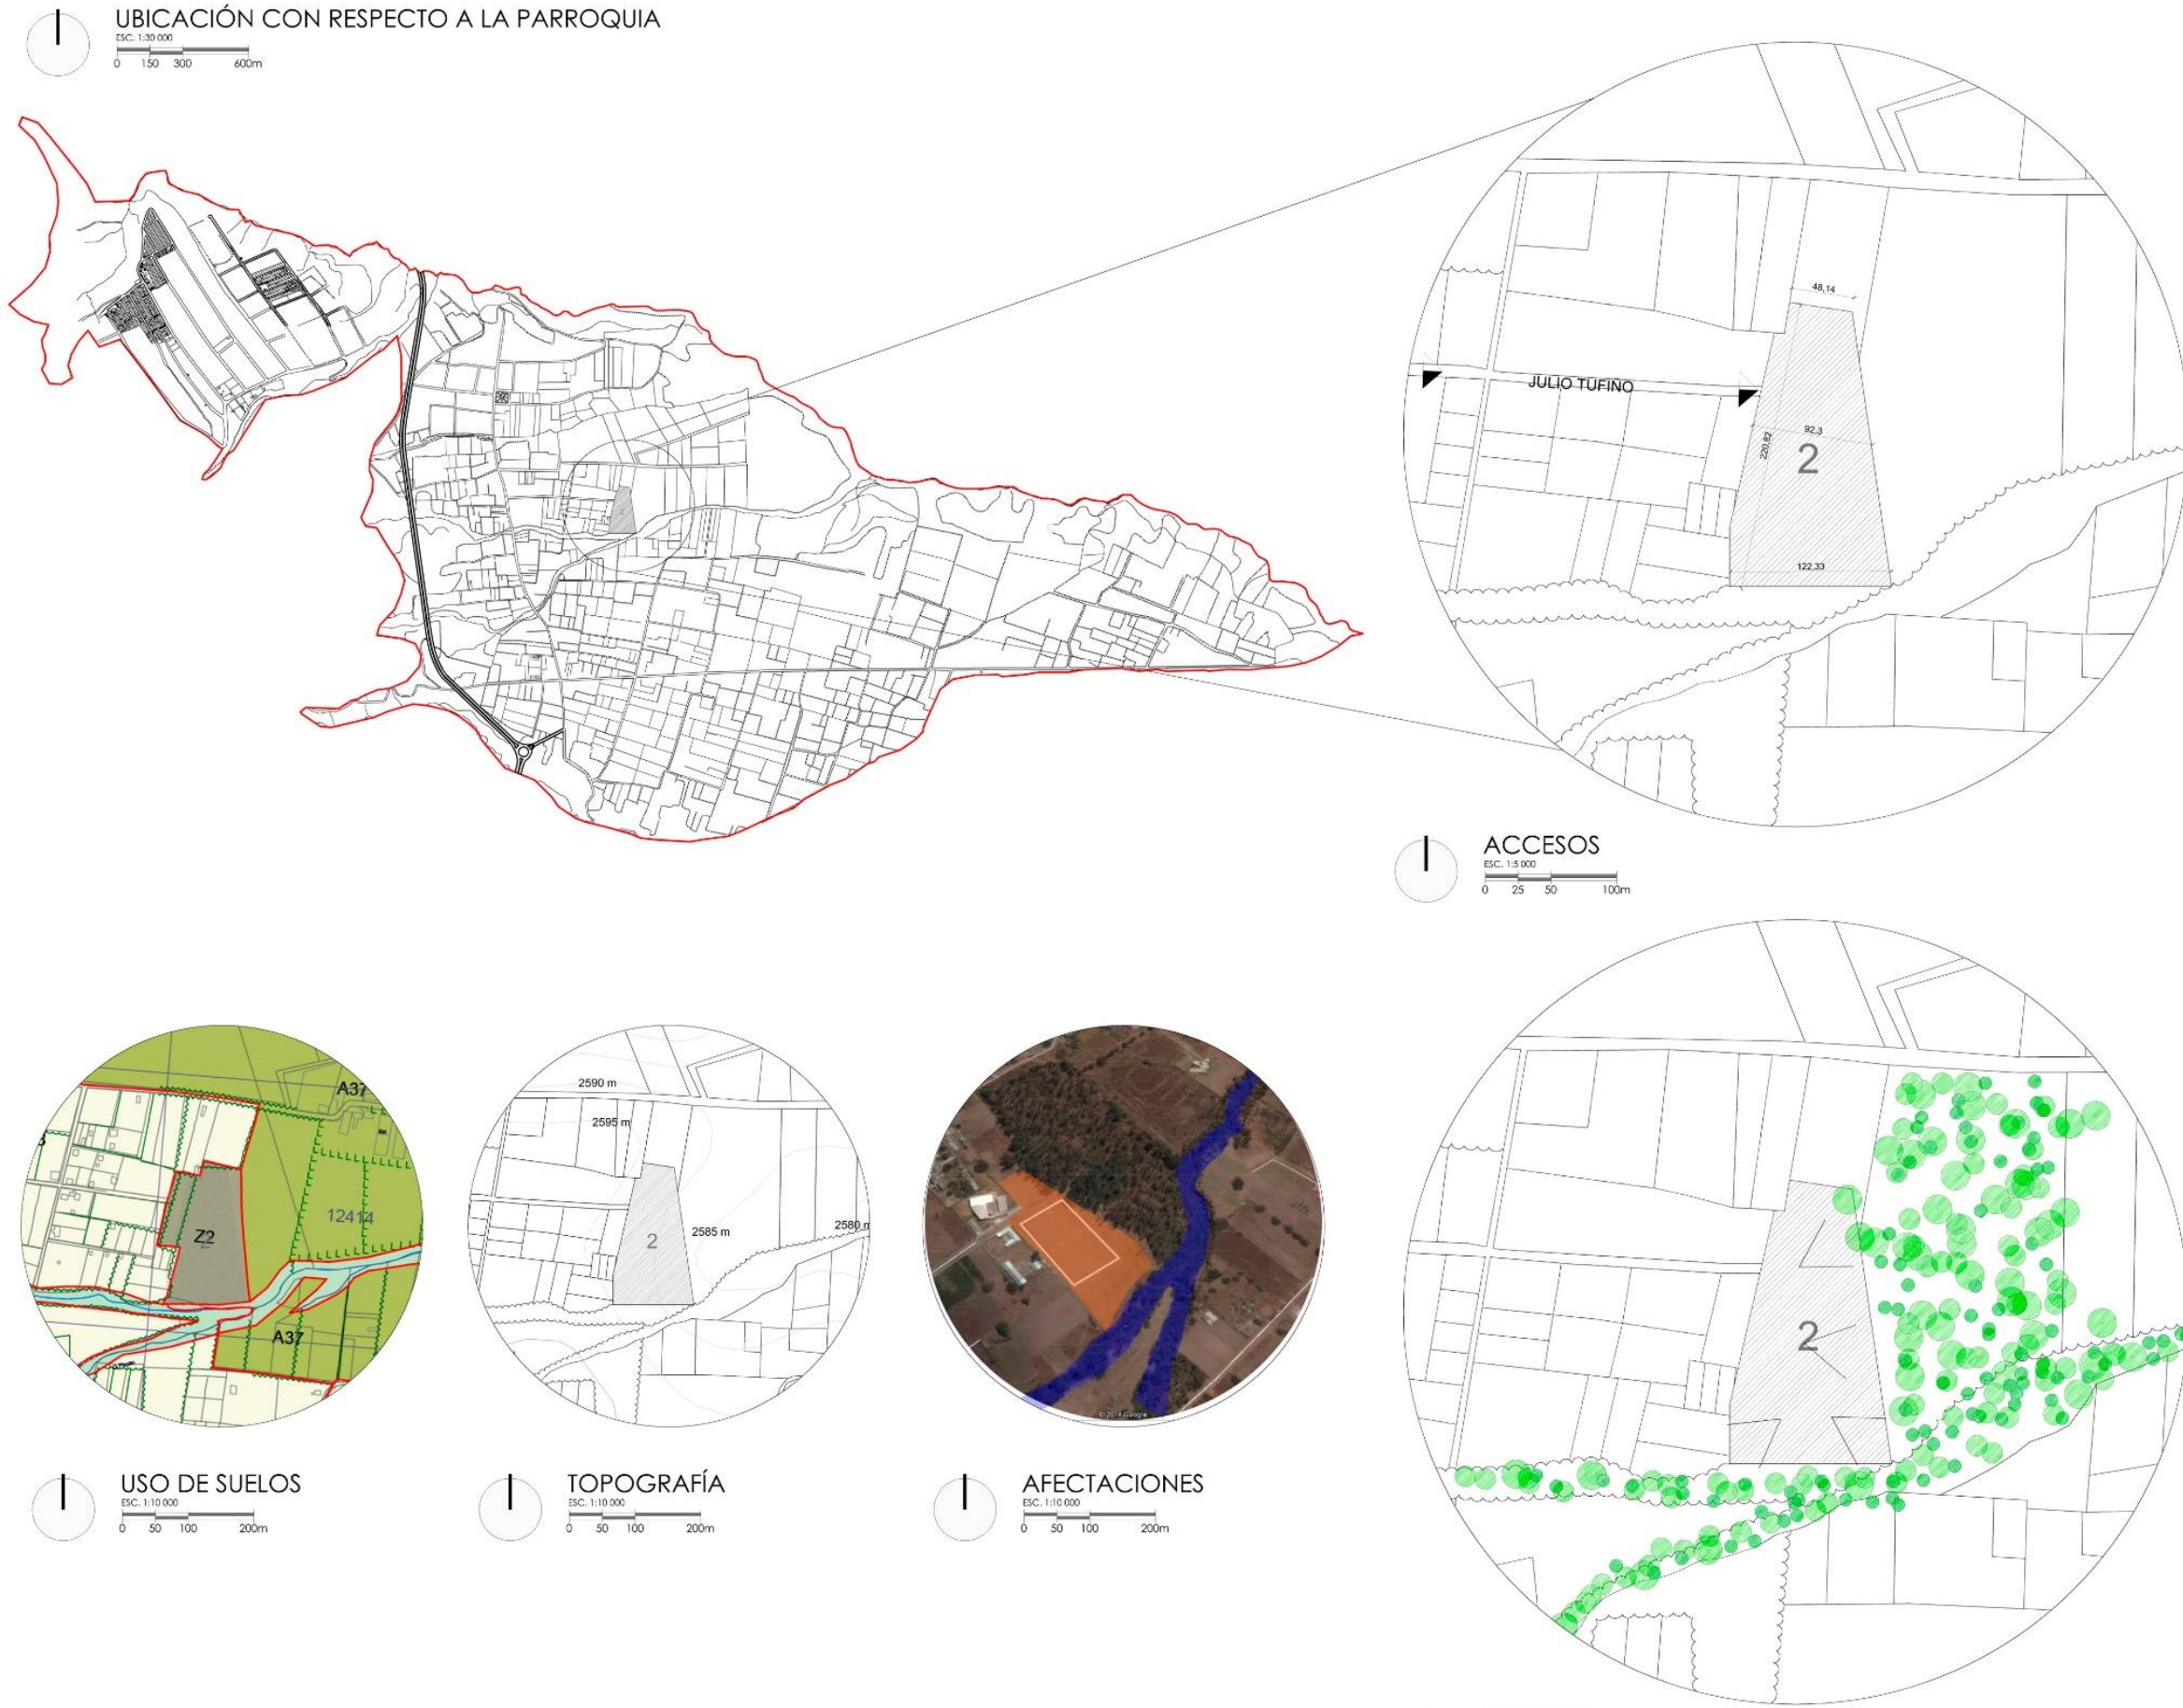 UBICACIÓN CON RESPECTO A LA PARROQUIA
ESC. 1:30 000
0 150 300 600m
48,14
JULIO TUFIÑO
92,3
220,82
2
122,33
ACCESOS
ESC. 1:5 000
0 25 50 100m
A37
3
Z2
12414
A37
USO DE SUELOS
ESC. 1:10 000
0 50 100 200m
2590 m
2595 m
2585 m
2580 m
2
TOPOGRAFÍA
ESC. 1:10 000
0 50 100 200m
© 2014 Google
AFECTACIONES
ESC. 1:10 000
0 50 100 200m
2